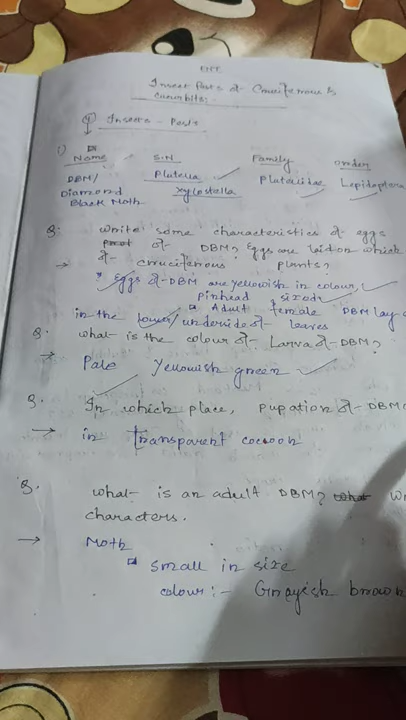 ENT.
Insect Pests of Cruciferous &
cucurbits:-
Insects - Pests
1) Name S.N Family Order
DBM/ Plutella Plutalidae Lepidoptera
Diamond Xylostella
Black Moth
Q. Write some characteristics of eggs
of DBM? Eggs are laid on which
→ of cruciferous plants?
* Eggs of DBM are yellowish in colour,
Pinhead sized.
Adult female DBM lay
in the lower/underside of leaves
Q. what is the colour of Larva of DBM?
→ Pale Yellowish green
Q. In which place, pupation of DBM
→ in Transparent cocoon
Q. what is an adult DBM?
characters.
→ Moth
small in size
colour:- Grayish brown